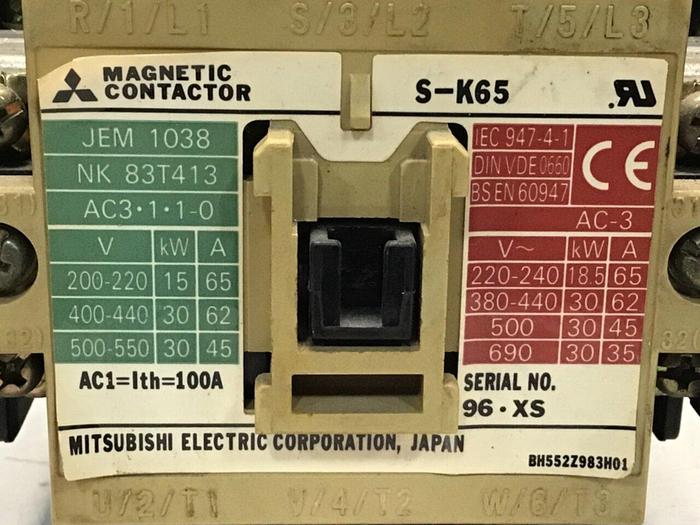 R/1/L1 S/3/L2 T/5/L3
MAGNETIC
CONTACTOR
S-K65
JEM 1038
NK 83T413
AC3·1·1-0
V kW A
200-220 15 65
400-440 30 62
500-550 30 45
AC1=Ith=100A
IEC 947-4-1
DIN VDE 0660
BS EN 60947
CE
AC-3
V~ kW A
220-240 18.5 65
380-440 30 62
500 30 45
690 30 35
SERIAL NO.
96·XS
MITSUBISHI ELECTRIC CORPORATION, JAPAN
BH552Z983H01
U/2/T1 V/4/T2 W/6/T3